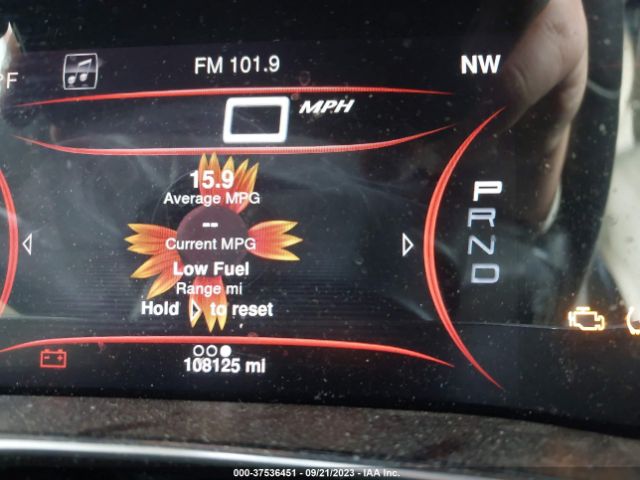 °F
FM 101.9
NW
0 MPH
15.9
Average MPG
--
Current MPG
Low Fuel
Range mi
Hold to reset
P
R
N
D
108125 mi
000-37536451 - 09/21/2023 - IAA Inc.